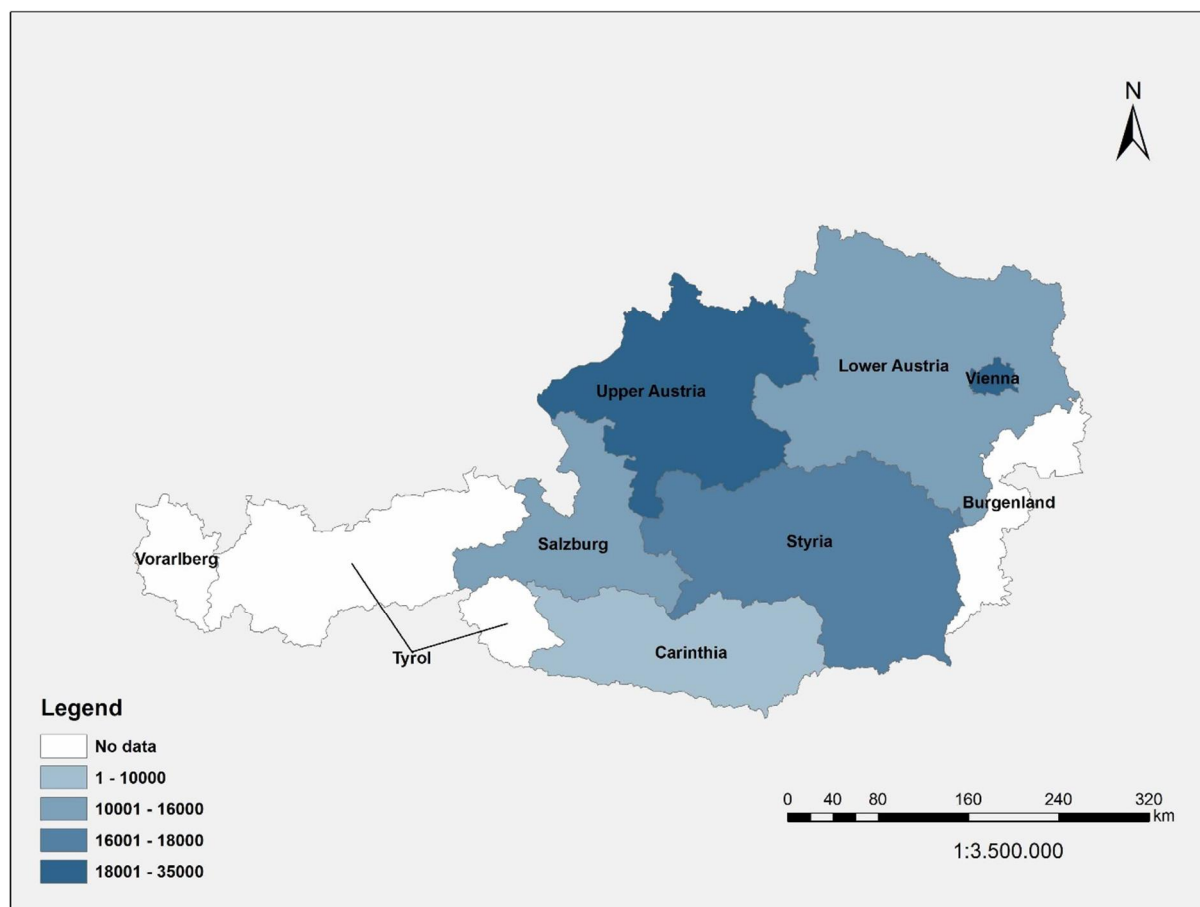 N
Lower Austria
Vienna
Upper Austria
Burgenland
Salzburg
Styria
Vorarlberg
Tyrol
Carinthia
Legend
No data
1 - 10000
10001 - 16000
16001 - 18000
18001 - 35000
0 40 80 160 240 320
km
1:3.500.000